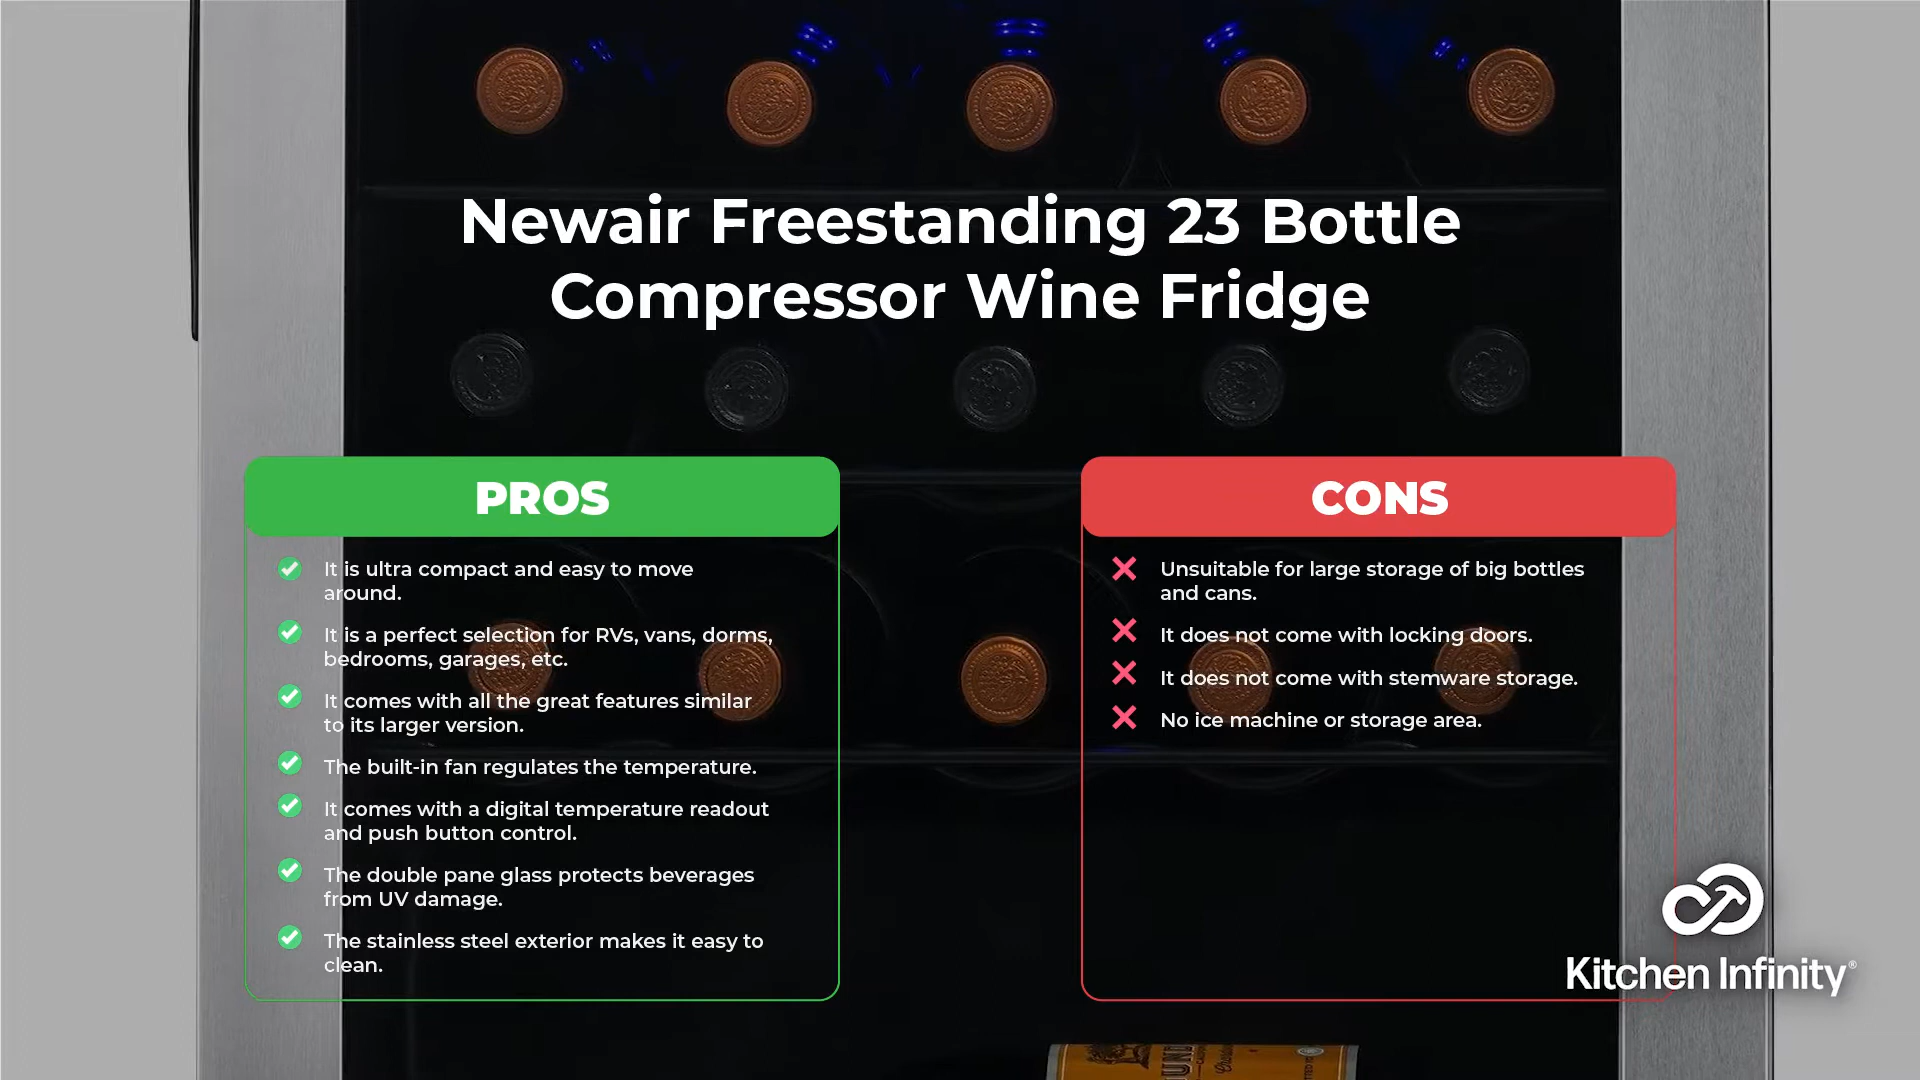 Newair Freestanding 23 Bottle
Compressor Wine Fridge
PROS
It is ultra compact and easy to move
around.
It is a perfect selection for RVs, vans, dorms,
bedrooms, garages, etc.
It comes with all the great features similar
to its larger version.
The built-in fan regulates the temperature.
It comes with a digital temperature readout
and push button control.
The double pane glass protects beverages
from UV damage.
The stainless steel exterior makes it easy to
clean.
CONS
Unsuitable for large storage of big bottles
and cans.
It does not come with locking doors.
It does not come with stemware storage.
No ice machine or storage area.
Kitchen Infinity®